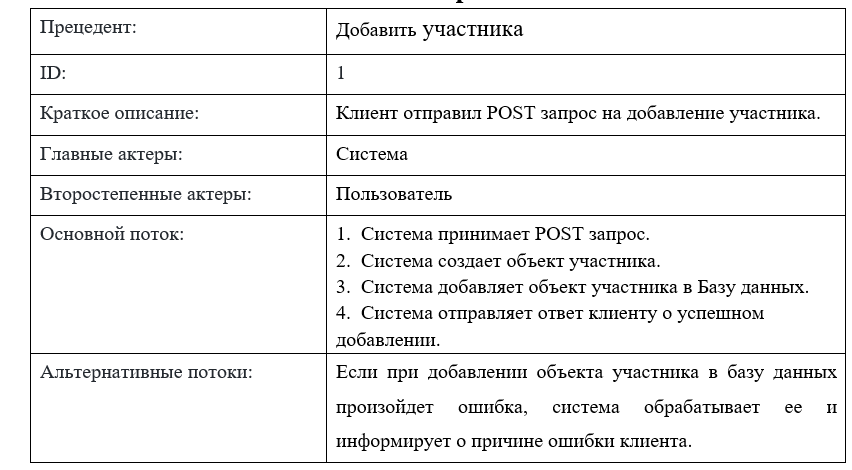 Прецедент:
Добавить участника
ID:
1
Краткое описание:
Клиент отправил POST запрос на добавление участника.
Главные актеры:
Система
Второстепенные актеры:
Пользователь
Основной поток:
1. Система принимает POST запрос.
2. Система создает объект участника.
3. Система добавляет объект участника в Базу данных.
4. Система отправляет ответ клиенту о успешном
добавлении.
Альтернативные потоки:
Если при добавлении объекта участника в базу данных
произойдет ошибка, система обрабатывает ее и
информирует о причине ошибки клиента.